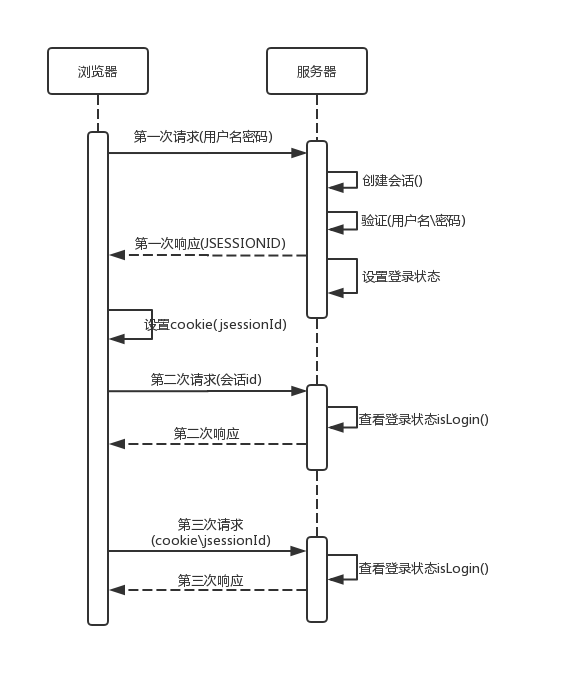 浏览器
服务器
第一次请求(用户名密码)
创建会话()
验证(用户名\密码)
第一次响应(JSESSIONID)
设置登录状态
设置cookie(jsessionId)
第二次请求(会话id)
查看登录状态isLogin()
第二次响应
第三次请求
(cookie\jsessionId)
查看登录状态isLogin()
第三次响应